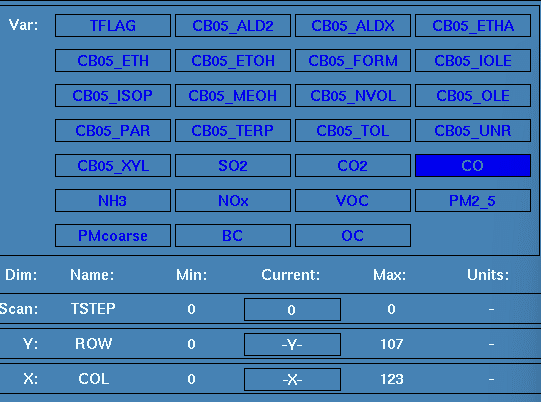 Var: TFLAG CB05_ALD2 CB05_ALDX CB05_ETHA
CB05_ETH CB05_ETOH CB05_FORM CB05_IOLE
CB05_ISOP CB05_MEOH CB05_NVOL CB05_OLE
CB05_PAR CB05_TERP CB05_TOL CB05_UNR
CB05_XYL SO2 CO2 CO
NH3 NOx VOC PM2_5
PMcoarse BC OC
Dim: Name: Min: Current: Max: Units:
Scan: TSTEP 0 0 0 -
Y: ROW 0 -Y- 107 -
X: COL 0 -X- 123 -